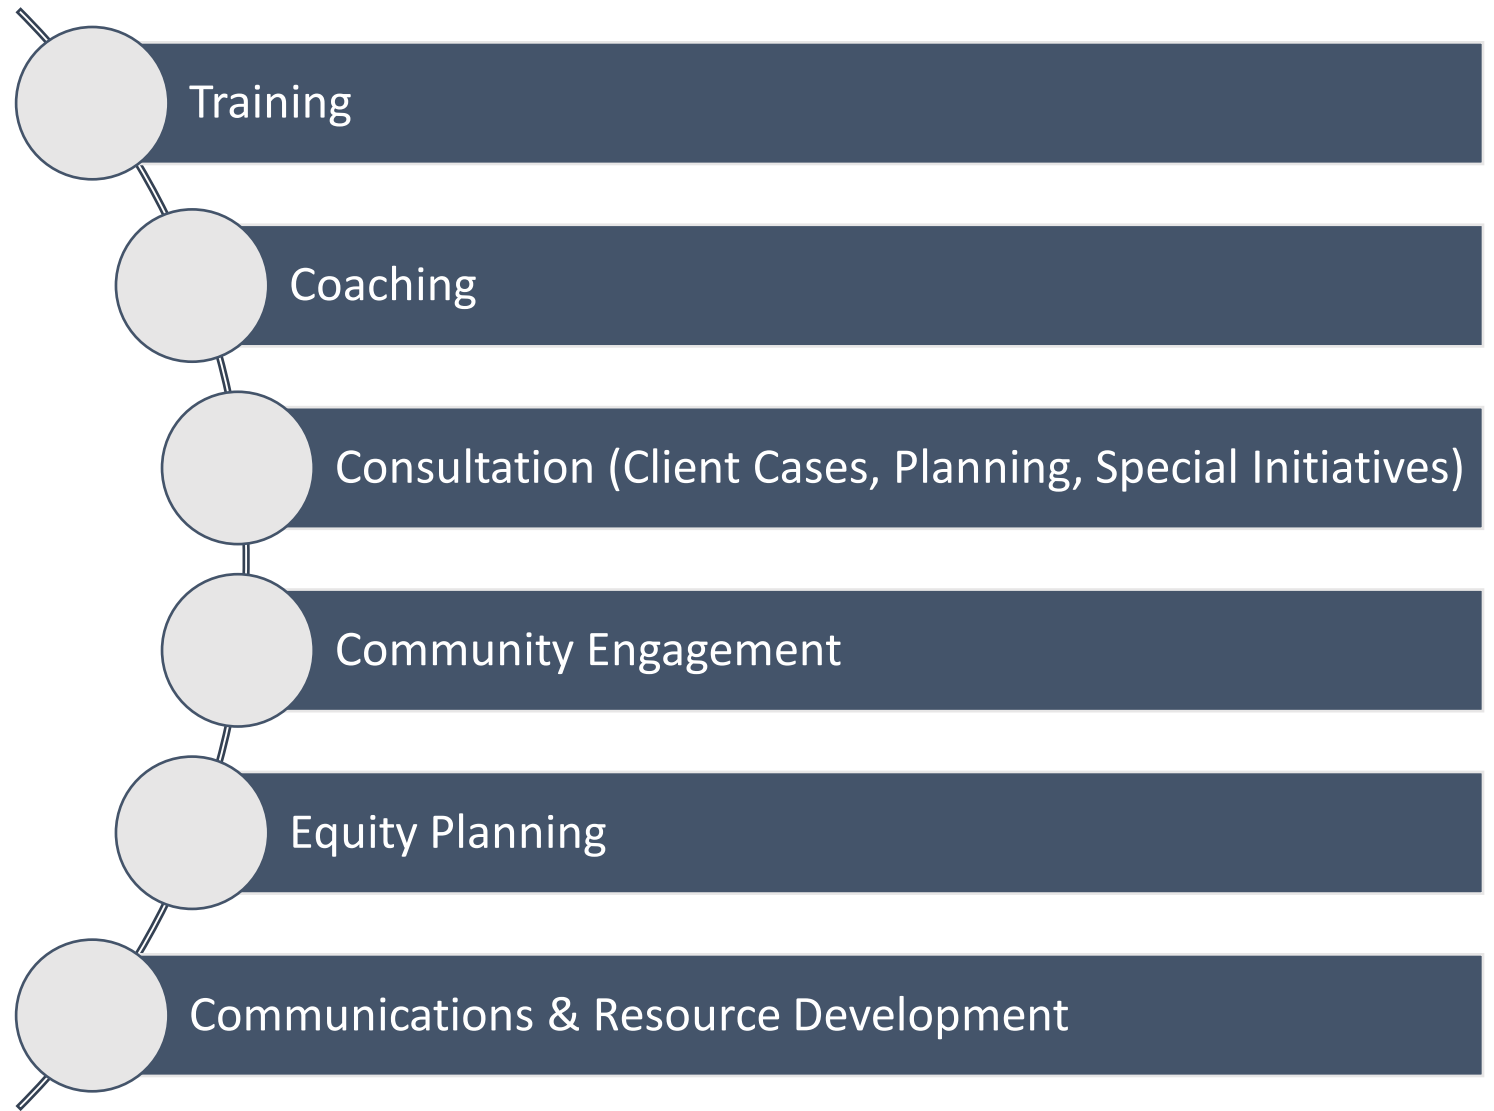 Training
Coaching
Consultation (Client Cases, Planning, Special Initiatives)
Community Engagement
Equity Planning
Communications & Resource Development